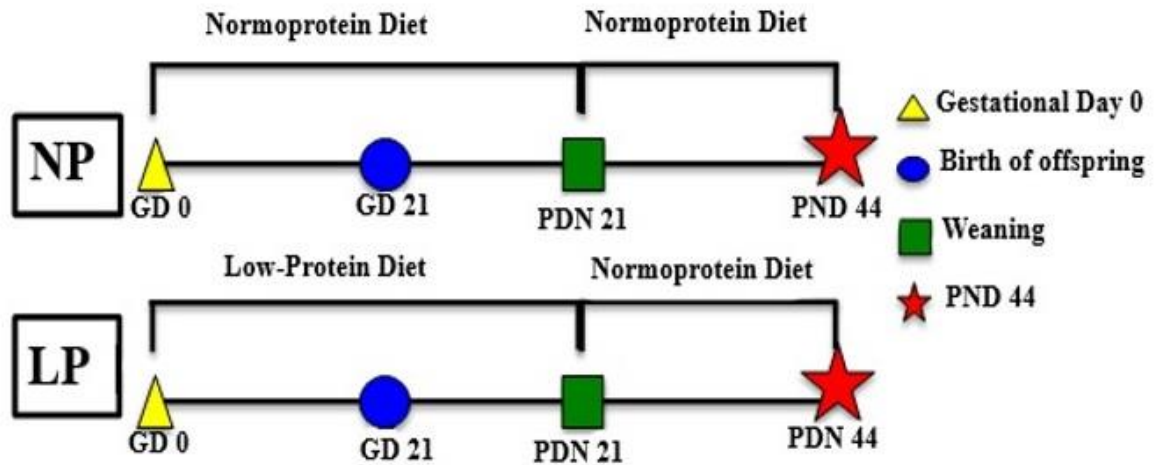 Normoprotein Diet Normoprotein Diet
NP
GD 0 GD 21 PDN 21 PND 44
Low-Protein Diet Normoprotein Diet
LP
GD 0 GD 21 PDN 21 PDN 44
Gestational Day 0
Birth of offspring
Weaning
PND 44